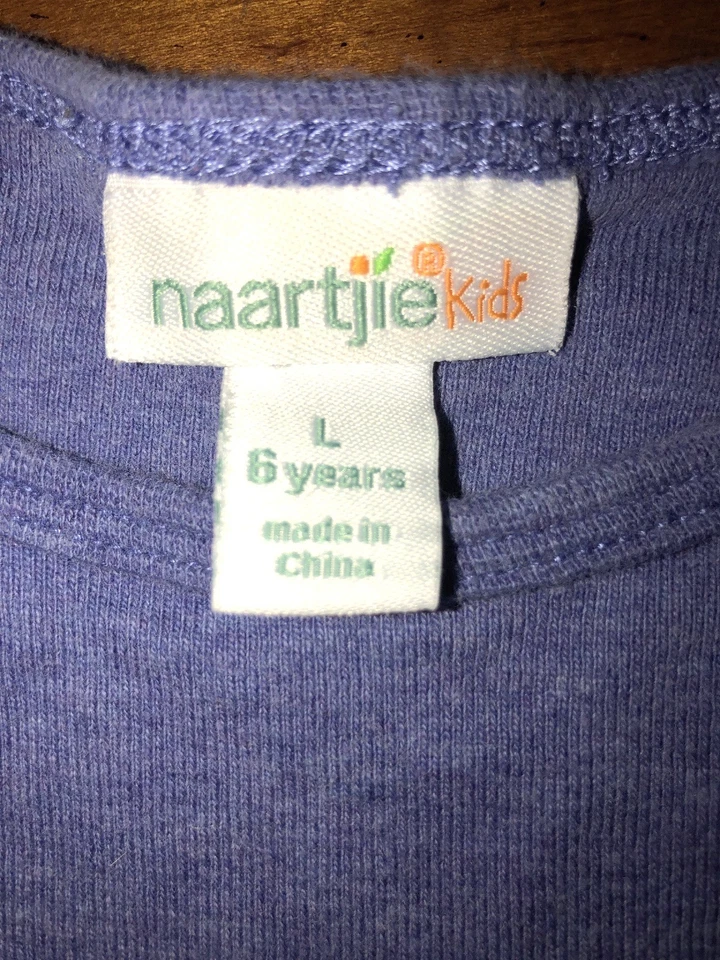 naartjie® kids
L
6 years
made in
China